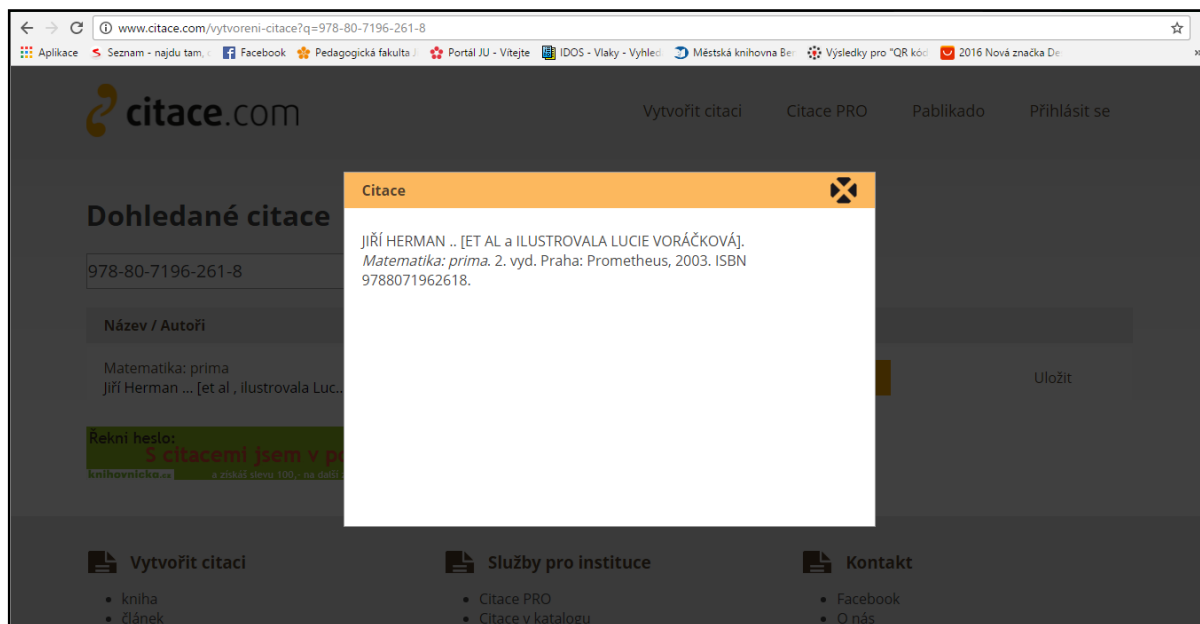 www.citace.com/vytvoreni-citace?q=978-80-7196-261-8
Aplikace Seznam - najdu tam, Facebook Pedagogická fakulta J Portál JU - Vítejte IDOS - Vlaky - Vyhled Městská knihovna Ber Výsledky pro "QR kód 2016 Nová značka De »
citace.com
Vytvořit citaci Citace PRO Pablikado Přihlásit se
Citace
Dohledané citace
JIŘÍ HERMAN .. [ET AL a ILUSTROVALA LUCIE VORÁČKOVÁ].
Matematika: prima. 2. vyd. Praha: Prometheus, 2003. ISBN
9788071962618.
978-80-7196-261-8
Název / Autoři
Matematika: prima
Jiří Herman ... [et al , ilustrovala Luc...
Uložit
Řekni heslo:
S citacemi jsem v po
knihovnicka.cz a získáš slevu 100,- na další
Vytvořit citaci Služby pro instituce Kontakt
• kniha • Citace PRO • Facebook
• článek • Citace v katalogu • O nás